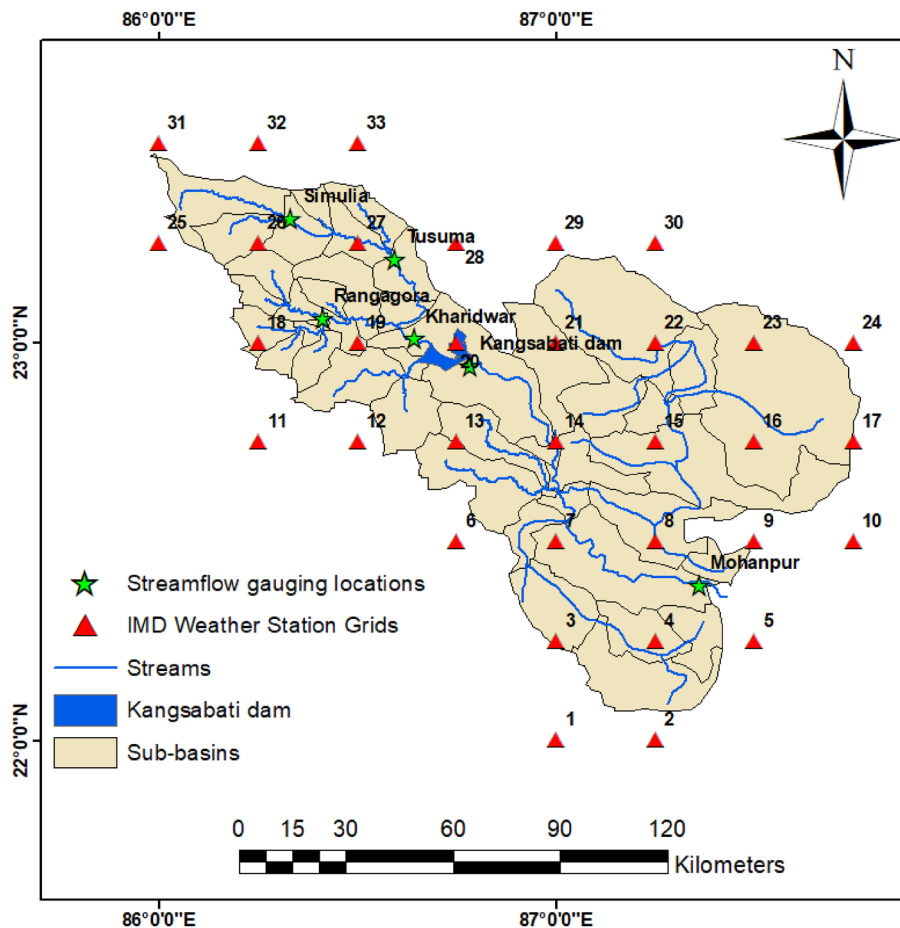 86°0'0"E 87°0'0"E
N
31 32 33
Simulia
25 26 27 29 30
Tusuma
28
Rangagora
Kharidwar
18 19 21 22 23 24
Kangsabati dam
20
11 12 13 14 15 16 17
6 7 8 9 10
Mohanpur
3 4 5
1 2
23°0'0"N
22°0'0"N
Streamflow gauging locations
IMD Weather Station Grids
Streams
Kangsabati dam
Sub-basins
0 15 30 60 90 120
Kilometers
86°0'0"E 87°0'0"E